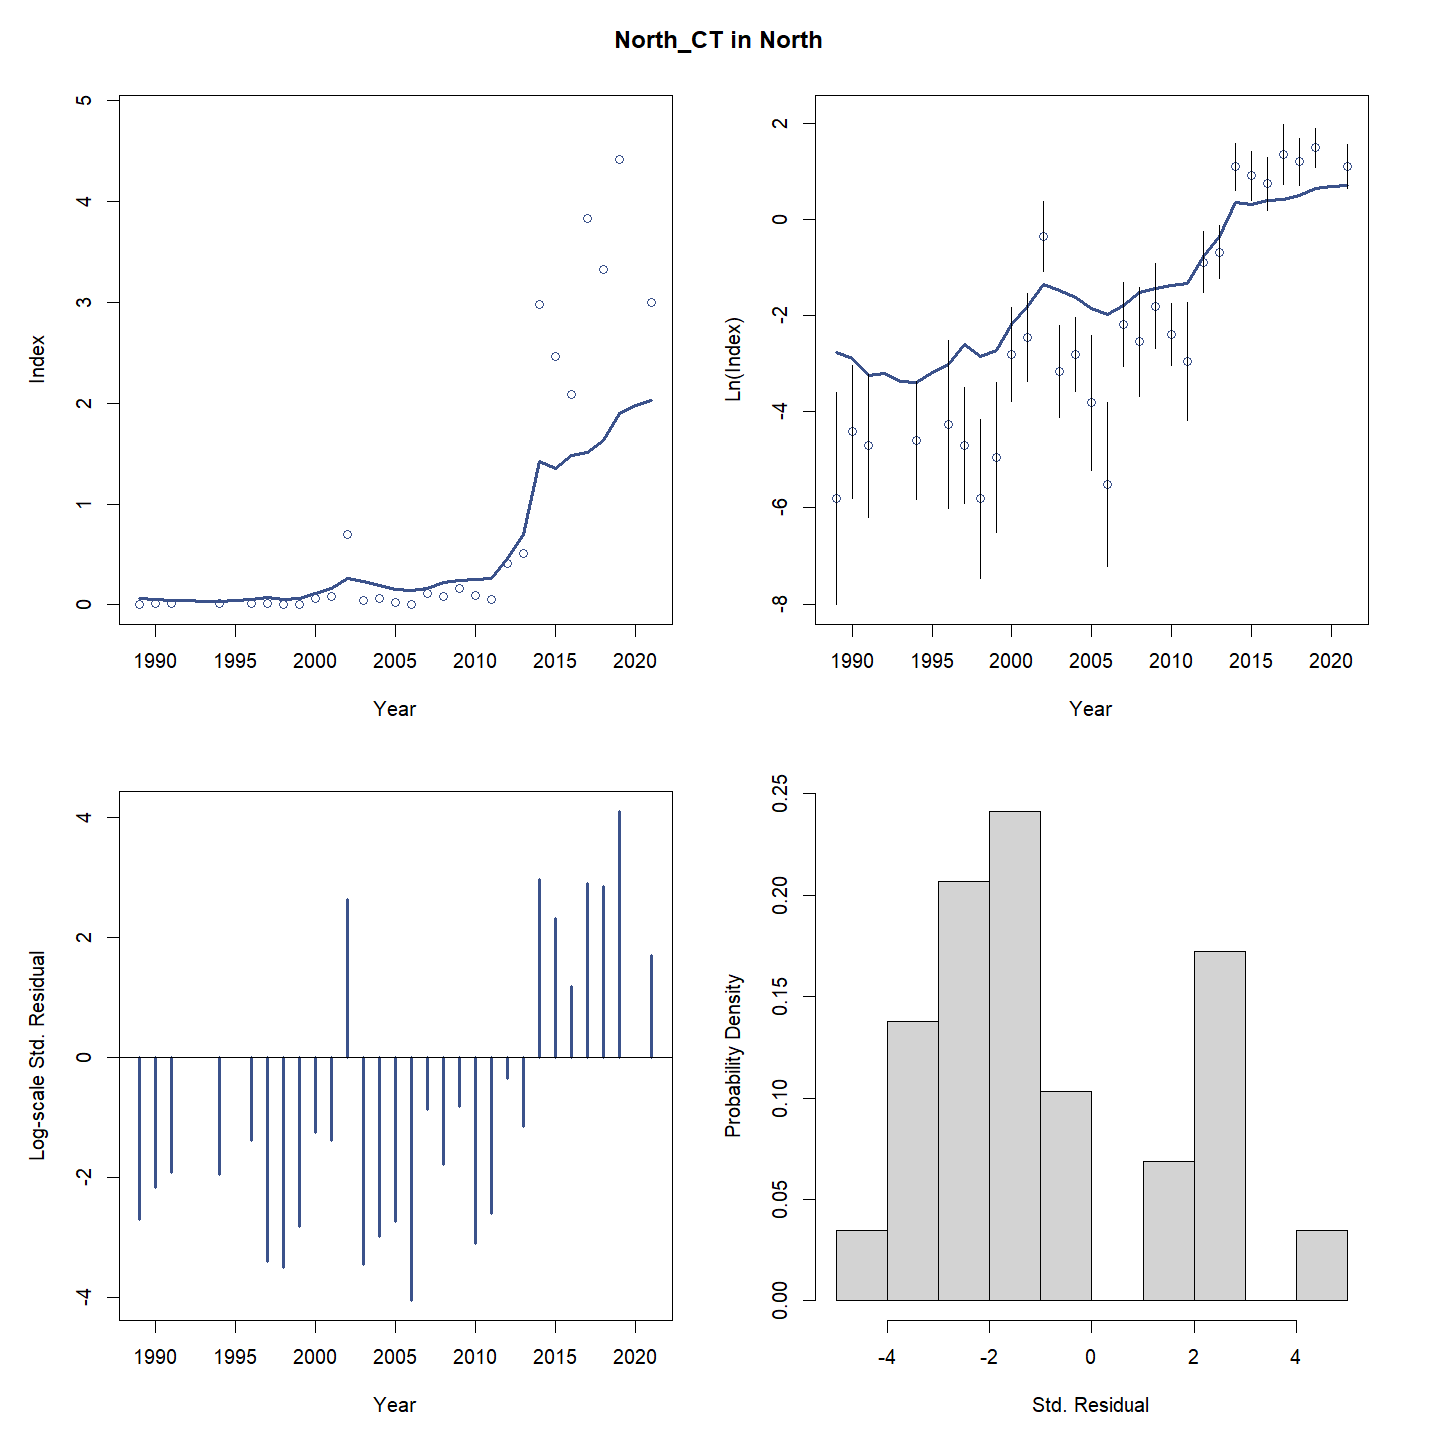 North_CT in North
5
4
3
2
1
0
Index
1990 1995 2000 2005 2010 2015 2020
Year
2
0
-2
-4
-6
-8
Ln(Index)
1990 1995 2000 2005 2010 2015 2020
Year
4
2
0
-2
-4
Log-scale Std. Residual
1990 1995 2000 2005 2010 2015 2020
Year
0.25
0.20
0.15
0.10
0.05
0.00
Probability Density
-4 -2 0 2 4
Std. Residual